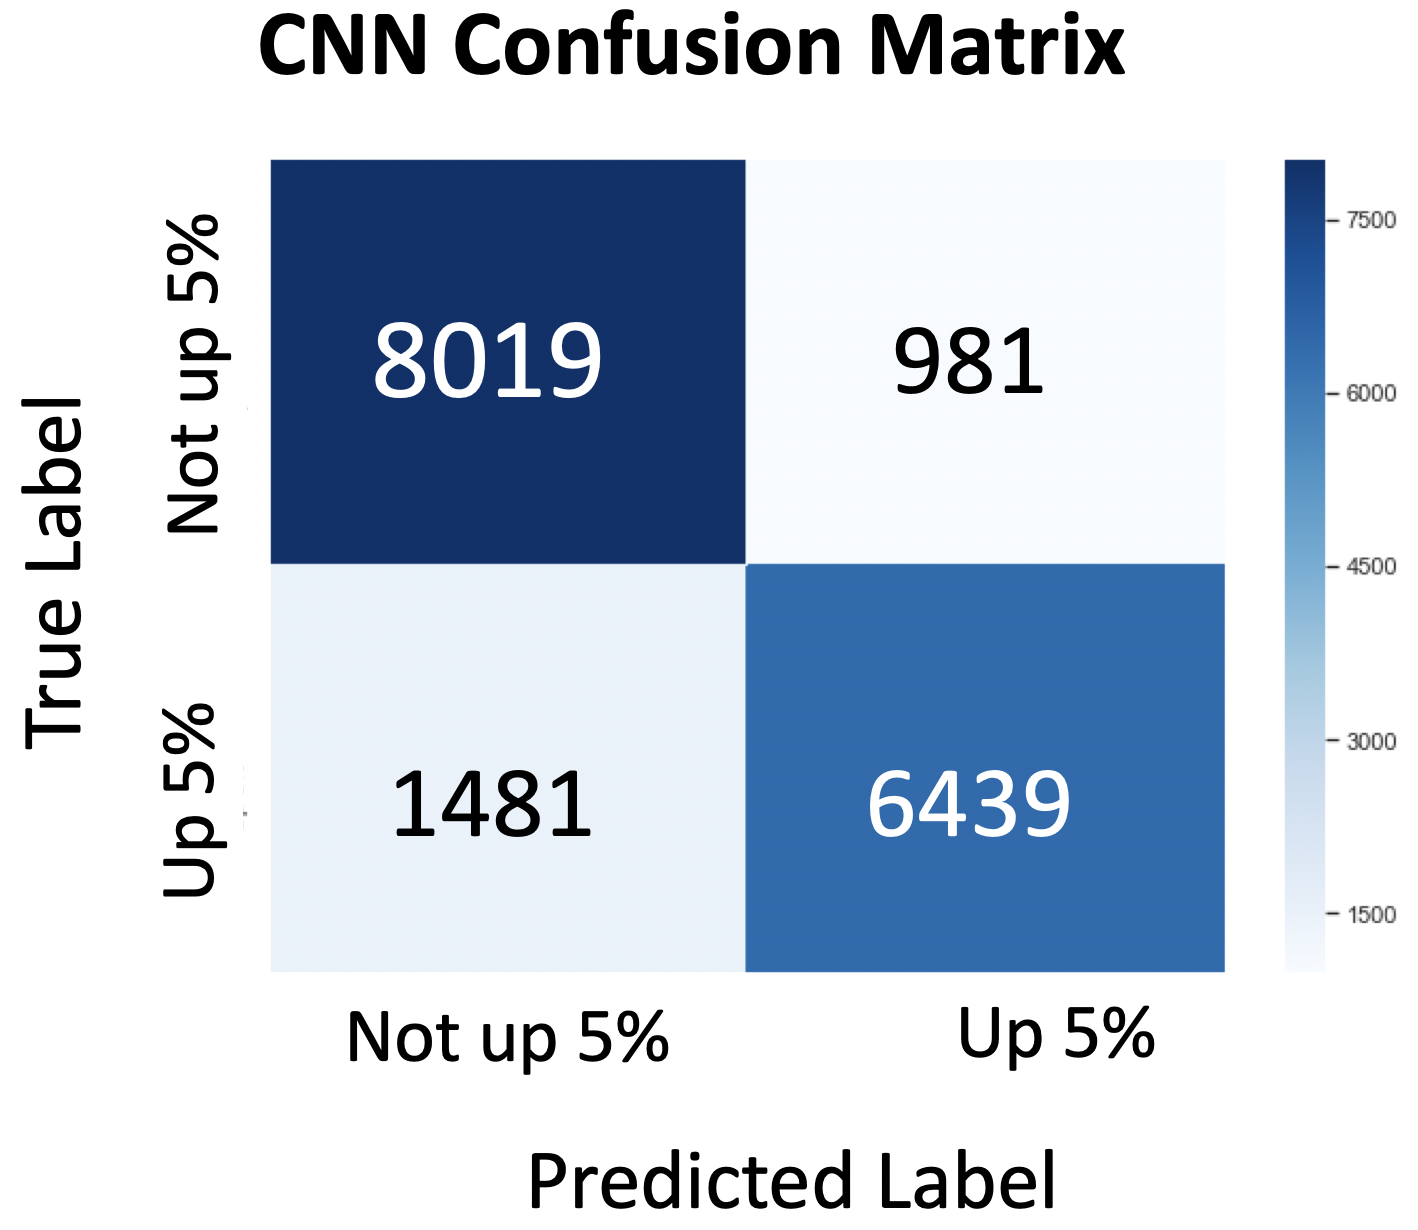 CNN Confusion Matrix
True Label
Not up 5%
Up 5%
8019
981
1481
6439
Not up 5%
Up 5%
Predicted Label
7500
6000
4500
3000
1500